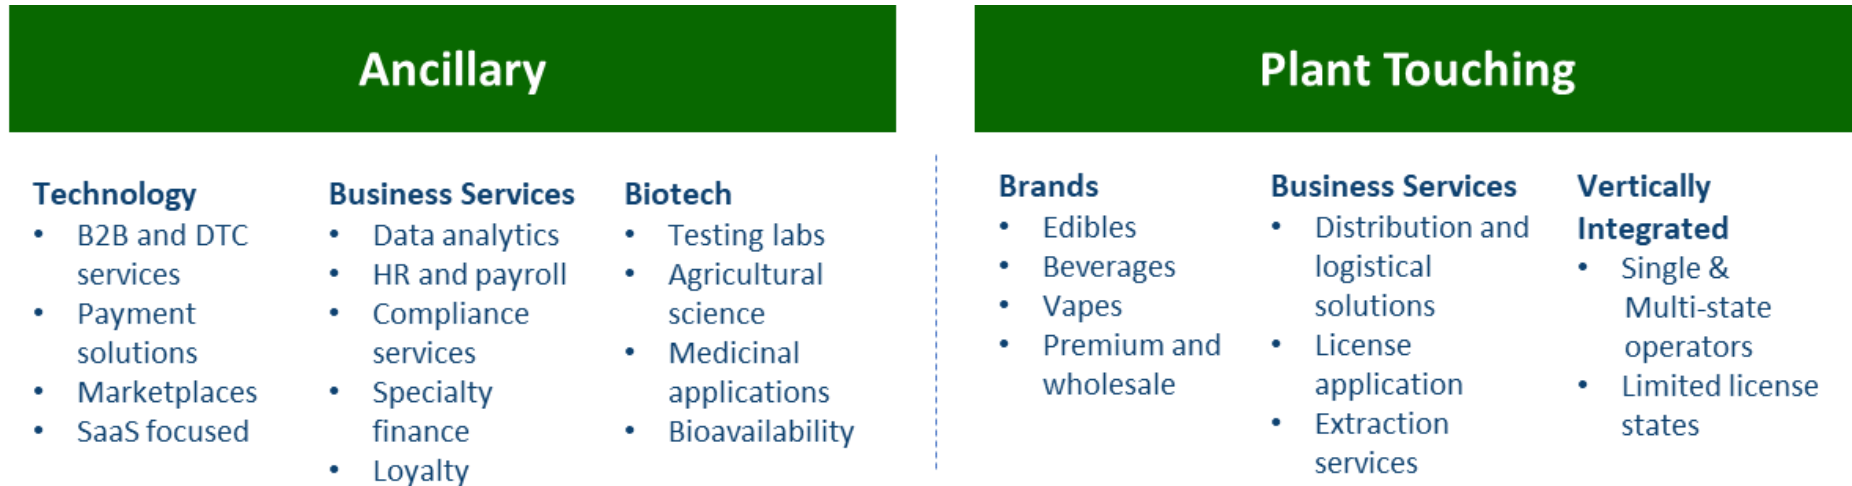 Ancillary
Technology
• B2B and DTC
services
• Payment
solutions
• Marketplaces
• SaaS focused
Business Services
• Data analytics
• HR and payroll
• Compliance
services
• Specialty
finance
• Loyalty
Biotech
• Testing labs
• Agricultural
science
• Medicinal
applications
• Bioavailability
Plant Touching
Brands
• Edibles
• Beverages
• Vapes
• Premium and
wholesale
Business Services
• Distribution and
logistical
solutions
• License
application
• Extraction
services
Vertically
Integrated
• Single &
Multi-state
operators
• Limited license
states